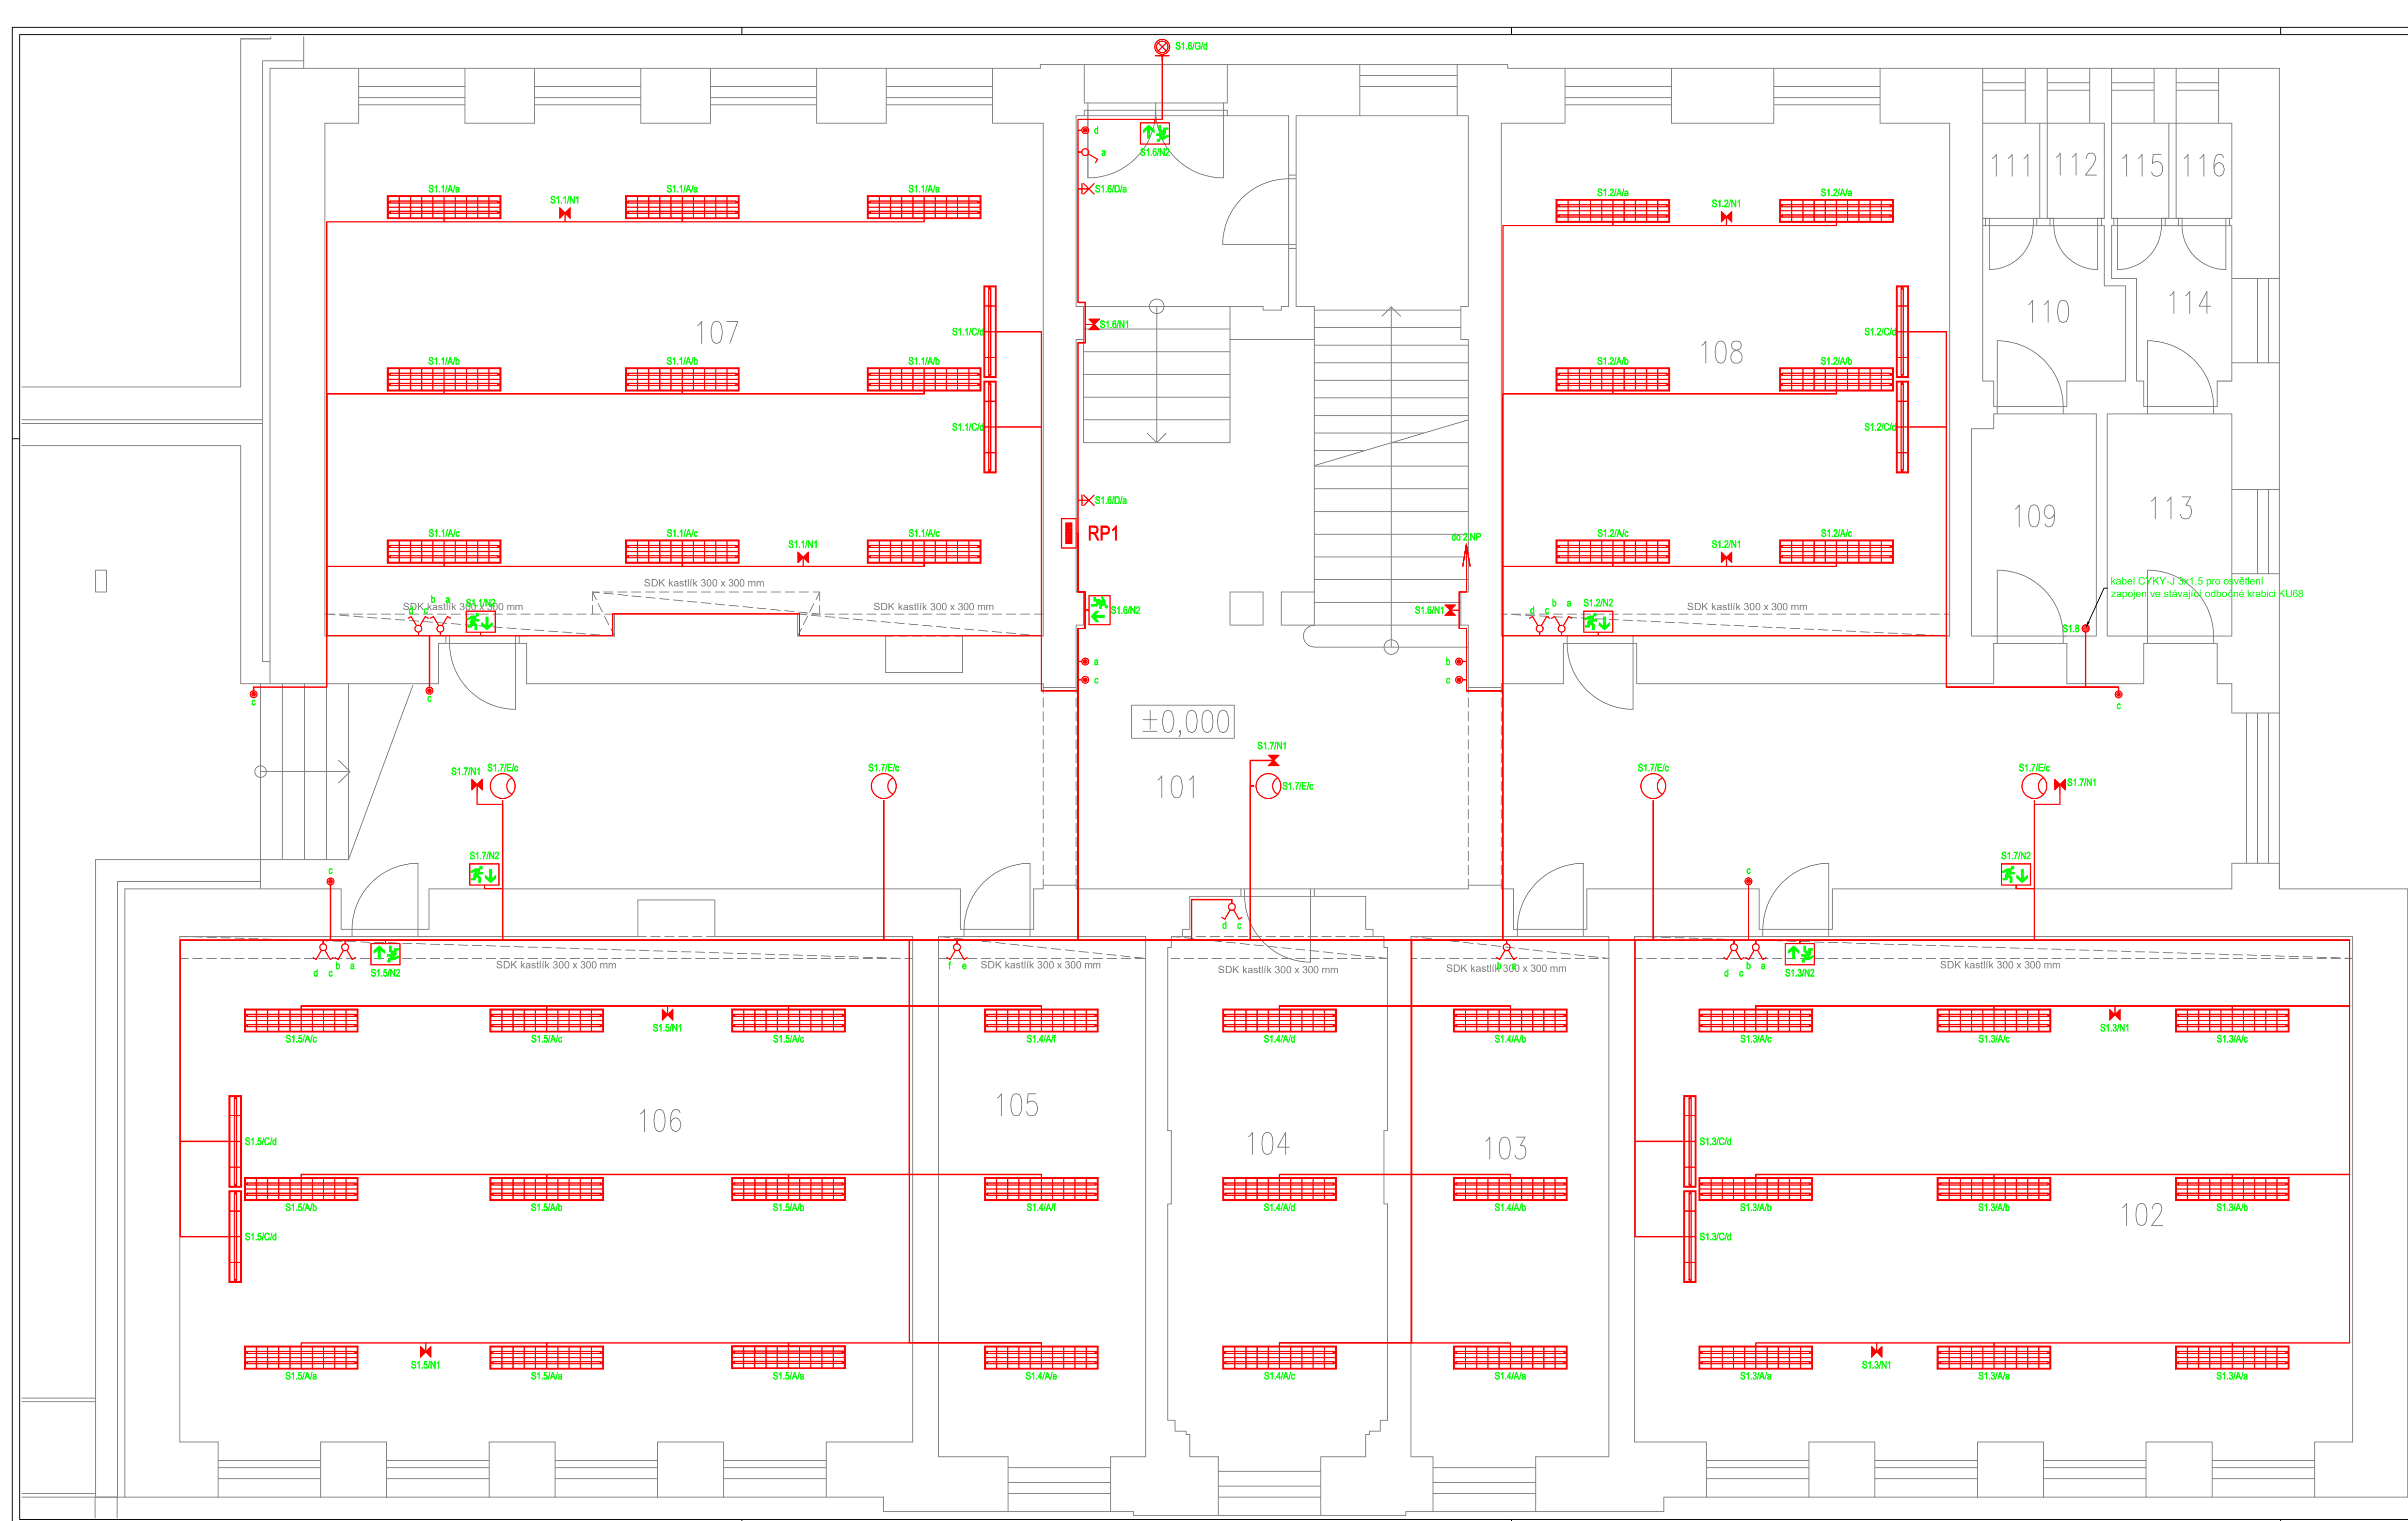 S1.6/G/d
d
a
S1.6/N2
111
112
115
116
S1.1/A/a
S1.1/N1
S1.1/A/a
S1.1/A/a
S1.6/D/a
S1.2/A/a
S1.2/N1
S1.2/A/a
107
S1.1/C/d
S1.6/N1
108
S1.2/C/d
110
114
S1.1/A/b
S1.1/A/b
S1.1/A/b
S1.2/A/b
S1.2/A/b
S1.1/C/d
S1.2/C/d
S1.6/D/a
109
113
S1.1/A/c
S1.1/A/c
S1.1/N1
S1.1/A/c
RP1
do 2.NP
S1.2/A/c
S1.2/N1
S1.2/A/c
SDK kastlík 300 x 300 mm
kabel CYKY-J 3x1,5 pro osvětlení
zapojen ve stávající odbočné krabici KU68
SDK kastlík 300 x 300 mm
SDK kastlík 300 x 300 mm
SDK kastlík 300 x 300 mm
d c b a
S1.1/N2
S1.6/N2
S1.6/N1
d c b a
S1.2/N2
S1.8
a
c
b
c
c
c
c
±0,000
101
S1.7/N1
S1.7/E/c
S1.7/E/c
S1.7/N1
S1.7/E/c
S1.7/E/c
S1.7/E/c
S1.7/N1
S1.7/N2
S1.7/N2
c
c
d c b a
S1.5/N2
SDK kastlík 300 x 300 mm
f e
SDK kastlík 300 x 300 mm
d c
SDK kastlík 300 x 300 mm
b a
SDK kastlík 300 x 300 mm
d c b a
S1.3/N2
SDK kastlík 300 x 300 mm
S1.5/A/c
S1.5/A/c
S1.5/N1
S1.5/A/c
S1.4/A/f
S1.4/A/d
S1.4/A/b
S1.3/A/c
S1.3/A/c
S1.3/N1
S1.3/A/c
106
105
104
103
S1.5/C/d
S1.3/C/d
S1.5/A/b
S1.5/A/b
S1.5/A/b
S1.4/A/f
S1.4/A/d
S1.4/A/b
S1.3/A/b
S1.3/A/b
S1.3/A/b
102
S1.5/C/d
S1.3/C/d
S1.5/A/a
S1.5/N1
S1.5/A/a
S1.5/A/a
S1.4/A/e
S1.4/A/c
S1.4/A/a
S1.3/A/a
S1.3/N1
S1.3/A/a
S1.3/A/a